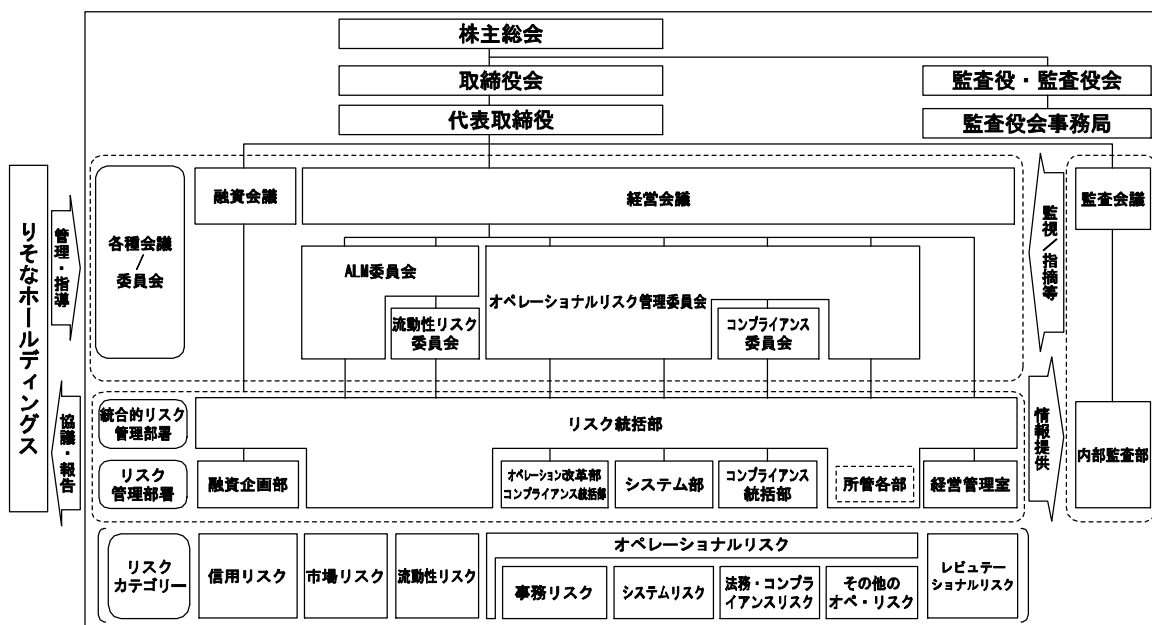 株主総会
取締役会
監査役・監査役会
代表取締役
監査役会事務局
りそなホールディングス
管理・指導
協議・報告
各種会議
/
委員会
融資会議
経営会議
監査会議
監視/指摘等
ALM委員会
オペレーショナルリスク管理委員会
流動性リスク
委員会
コンプライアンス
委員会
統合的リスク
管理部署
リスク統括部
情報提供
内部監査部
リスク
管理部署
融資企画部
オペレーション改革部
コンプライアンス統括部
システム部
コンプライアンス
統括部
所管各部
経営管理室
リスク
カテゴリー
信用リスク
市場リスク
流動性リスク
オペレーショナルリスク
事務リスク
システムリスク
法務・コンプラ
イアンスリスク
その他の
オペ・リスク
レピュテー
ショナルリスク